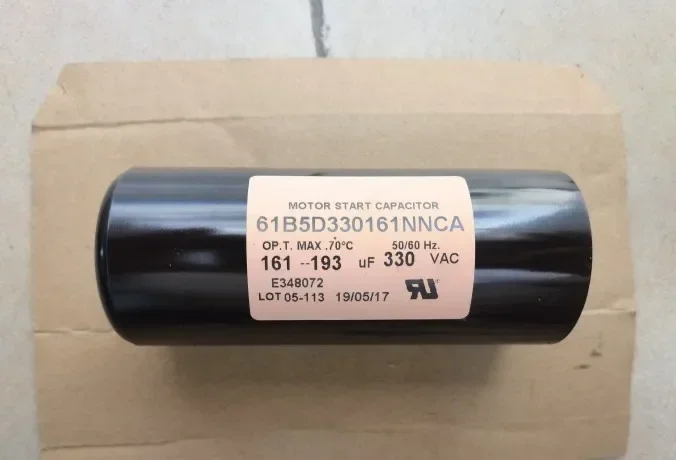 MOTOR START CAPACITOR
61B5D330161NNCA
OP.T. MAX .70°C 50/60 Hz.
161 --193 uF 330 VAC
E348072
LOT 05-113 19/05/17